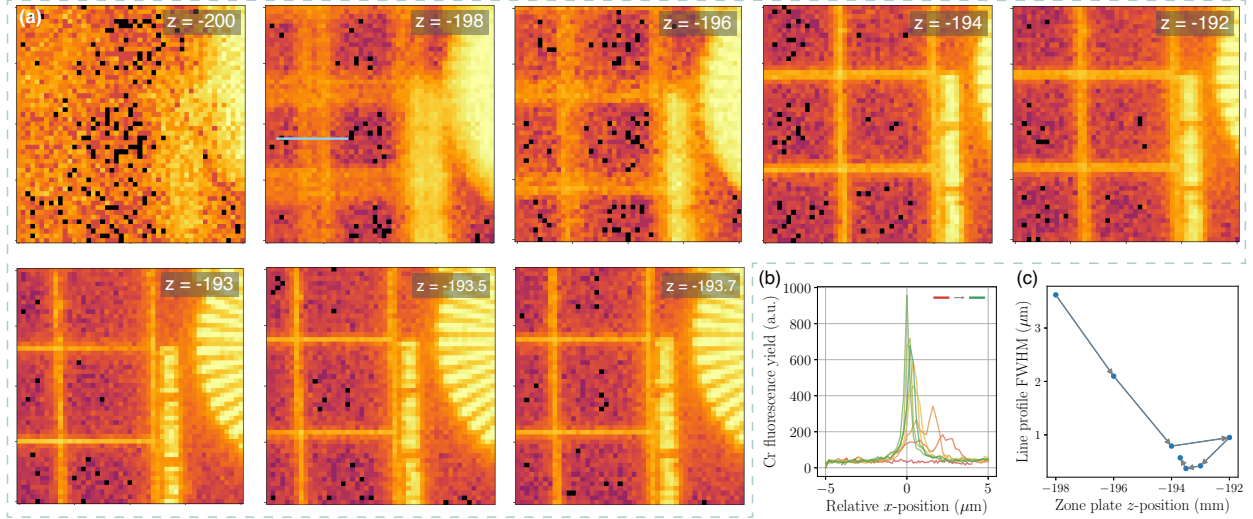 (a)
z = -200
z = -198
z = -196
z = -194
z = -192
z = -193
z = -193.5
z = -193.7
(b)
Cr fluorescence yield (a.u.)
1000
800
600
400
200
0
−5
0
5
Relative x-position (μm)
(c)
Line profile FWHM (μm)
3
2
1
−198
−196
−194
−192
Zone plate z-position (mm)